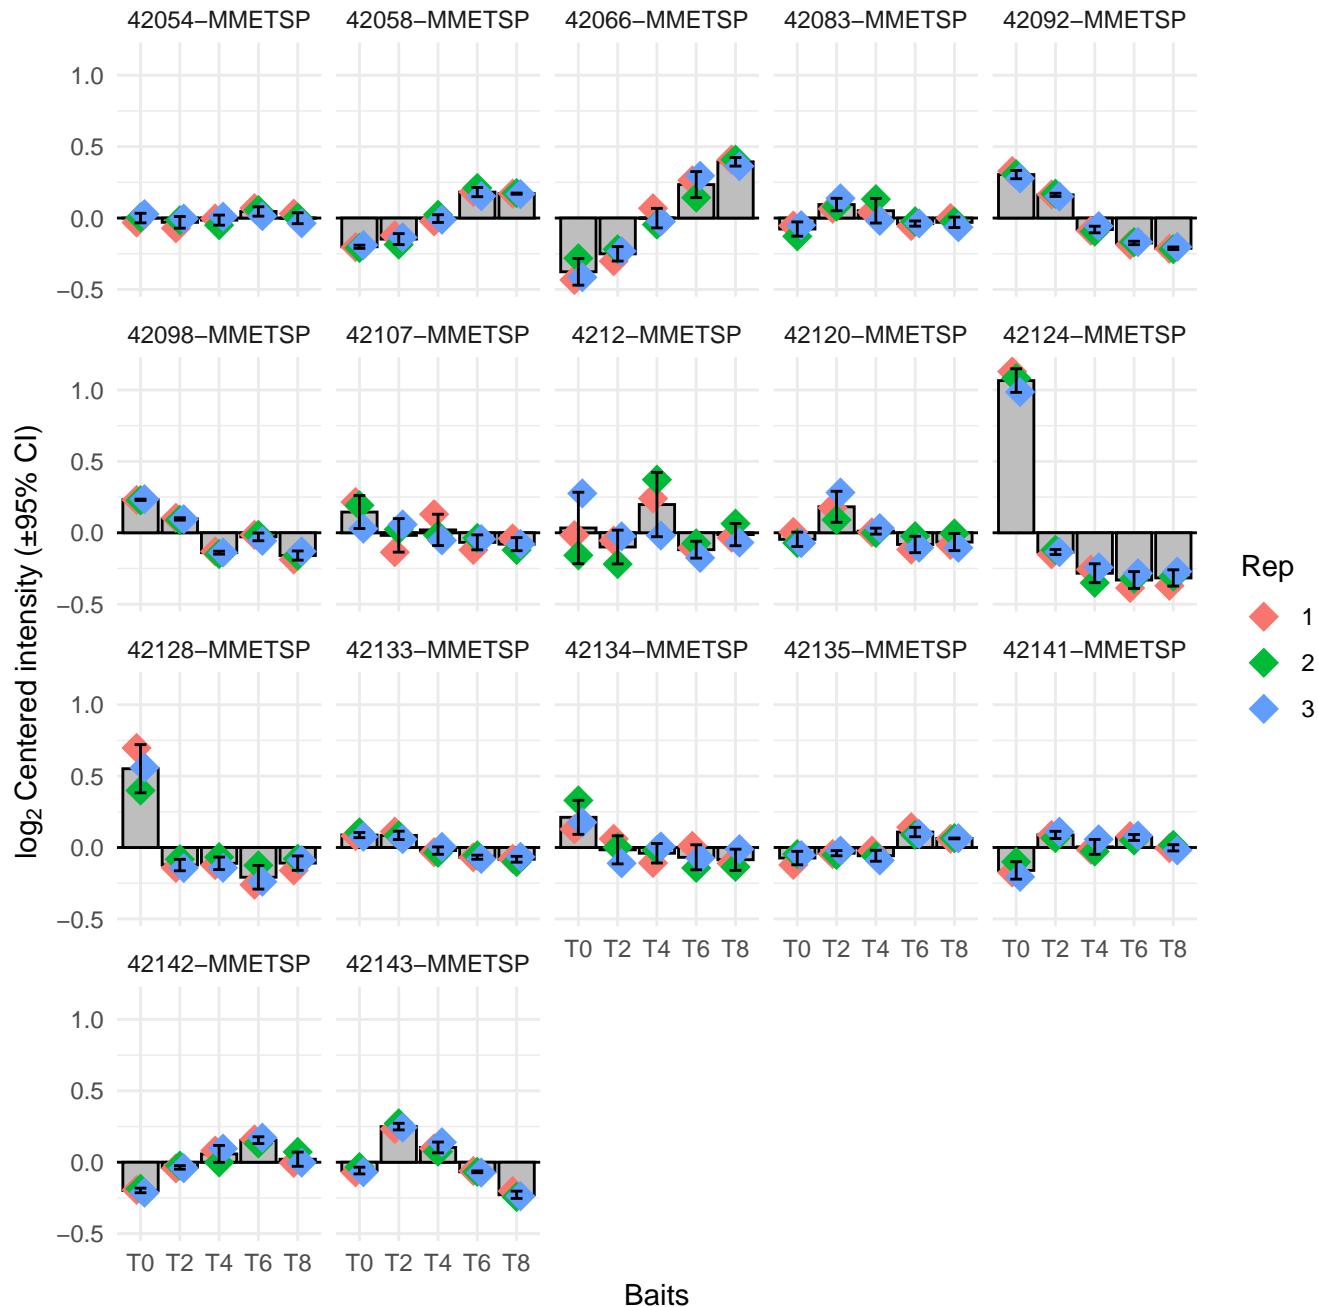 42054−MMETSP 42058−MMETSP 42066−MMETSP 42083−MMETSP 42092−MMETSP
1.0
0.5
0.0
−0.5
42098−MMETSP 42107−MMETSP 4212−MMETSP 42120−MMETSP 42124−MMETSP
1.0
0.5
0.0
−0.5
42128−MMETSP 42133−MMETSP 42134−MMETSP 42135−MMETSP 42141−MMETSP
1.0
0.5
0.0
−0.5
T0 T2 T4 T6 T8 T0 T2 T4 T6 T8 T0 T2 T4 T6 T8
42142−MMETSP 42143−MMETSP
1.0
0.5
0.0
−0.5
T0 T2 T4 T6 T8 T0 T2 T4 T6 T8
Baits
log2 Centered intensity (±95% CI)
Rep
1
2
3